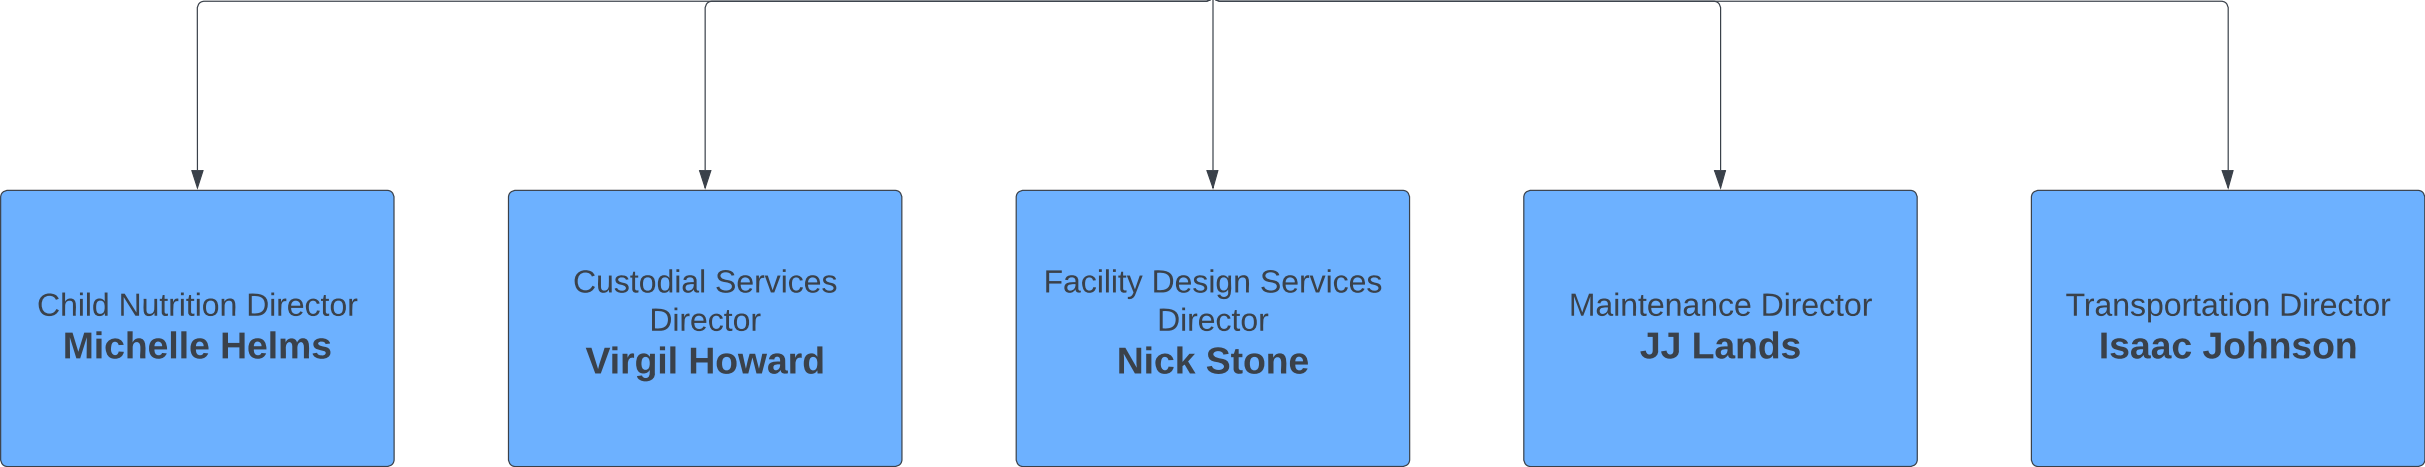 Child Nutrition Director
Michelle Helms
Custodial Services
Director
Virgil Howard
Facility Design Services
Director
Nick Stone
Maintenance Director
JJ Lands
Transportation Director
Isaac Johnson